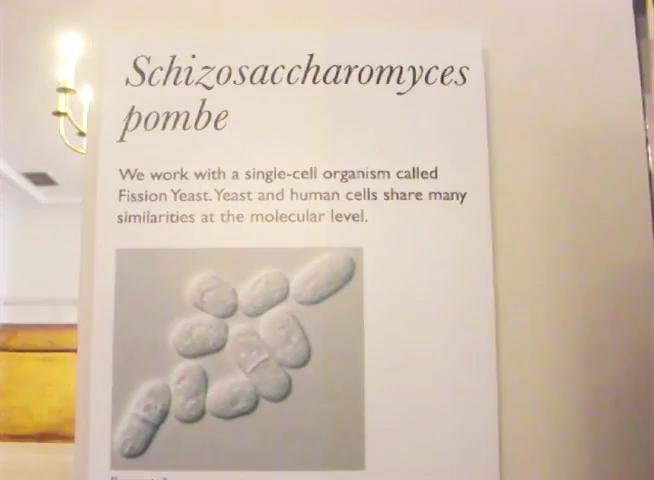 Schizosaccharomyces
pombe
We work with a single-cell organism called
Fission Yeast. Yeast and human cells share many
similarities at the molecular level.